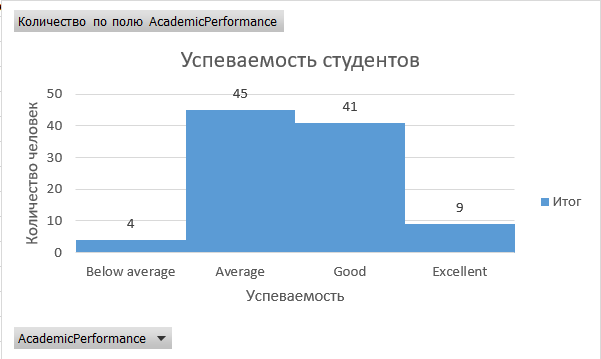 Количество по полю AcademicPerformance
Успеваемость студентов
Количество человек
50
40
30
20
10
0
4
45
41
9
Below average
Average
Good
Excellent
Успеваемость
Итог
AcademicPerformance